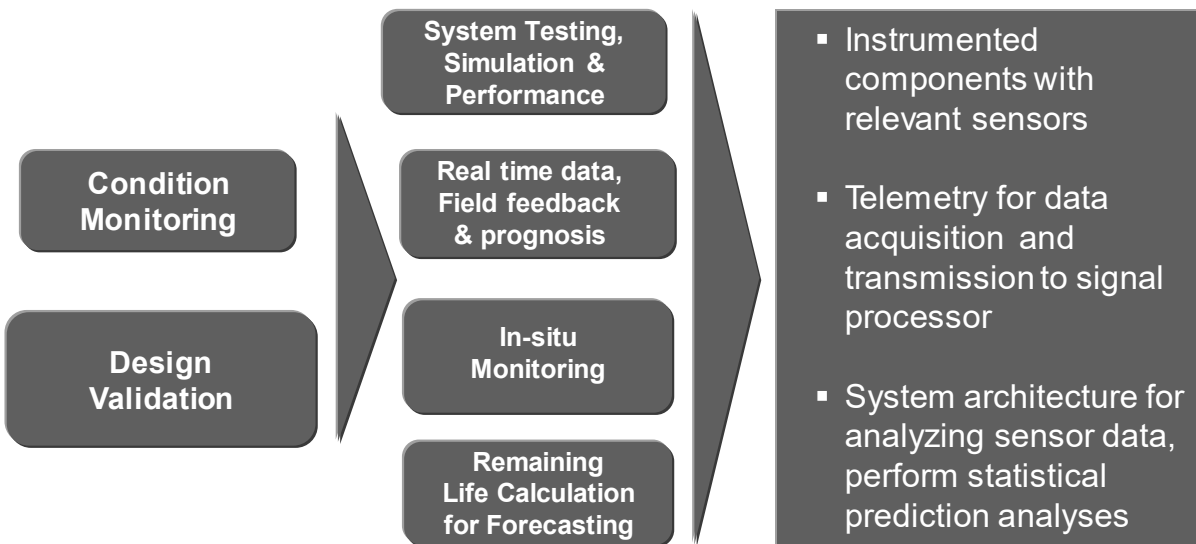 Condition
Monitoring
Design
Validation
System Testing,
Simulation &
Performance
Real time data,
Field feedback
& prognosis
In-situ
Monitoring
Remaining
Life Calculation
for Forecasting
▪ Instrumented
components with
relevant sensors
▪ Telemetry for data
acquisition and
transmission to signal
processor
▪ System architecture for
analyzing sensor data,
perform statistical
prediction analyses